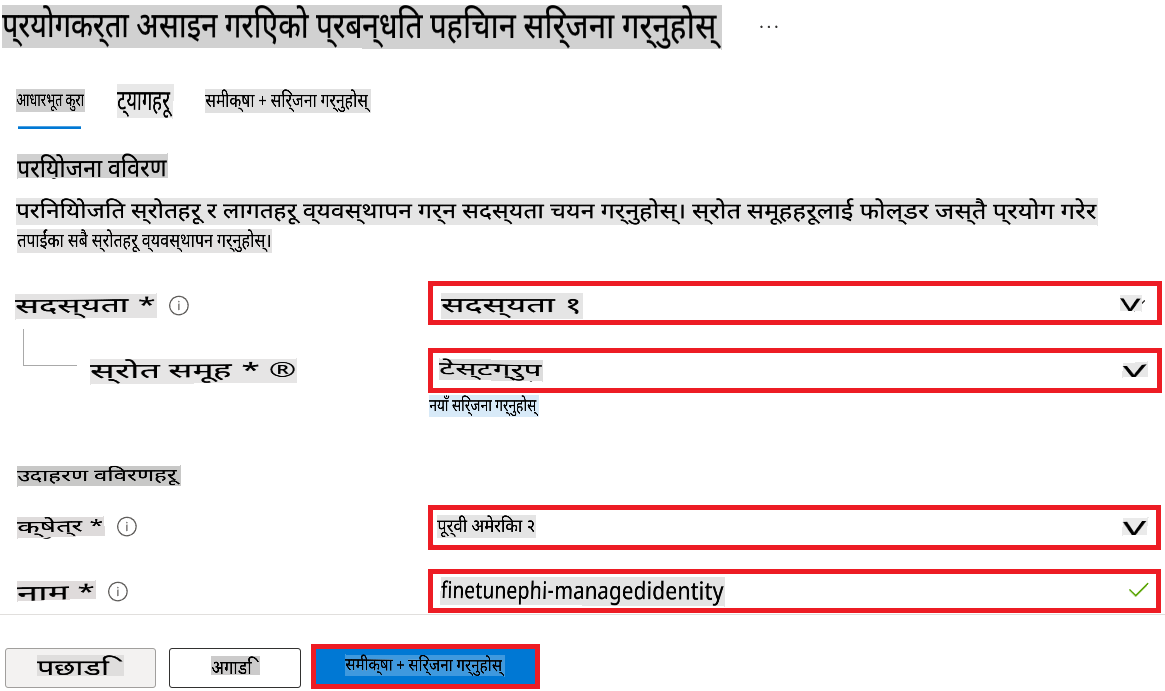 प्रयोगकर्ता असाइन गरिएको प्रबन्धित पहिचान सिर्जना गर्नुहोस् ...
आधारभूत कुरा ट्यागहरू समीक्षा + सिर्जना गर्नुहोस्
परियोजना विवरण
परिनियोजित स्रोतहरू र लागतहरू व्यवस्थापन गर्न सदस्यता चयन गर्नुहोस्। स्रोत समूहहरूलाई फोल्डर जस्तै प्रयोग गरेर
तपाईंका सबै स्रोतहरू व्यवस्थापन गर्नुहोस्।
सदस्यता * सदस्यता १
स्रोत समूह * ® टेस्टग्रुप
नयाँ सिर्जना गर्नुहोस्
उदाहरण विवरणहरू
क्षेत्र * पूर्वी अमेरिका २
नाम * finetunephi-managedidentity
पछाडि अगाडि समीक्षा + सिर्जना गर्नुहोस्